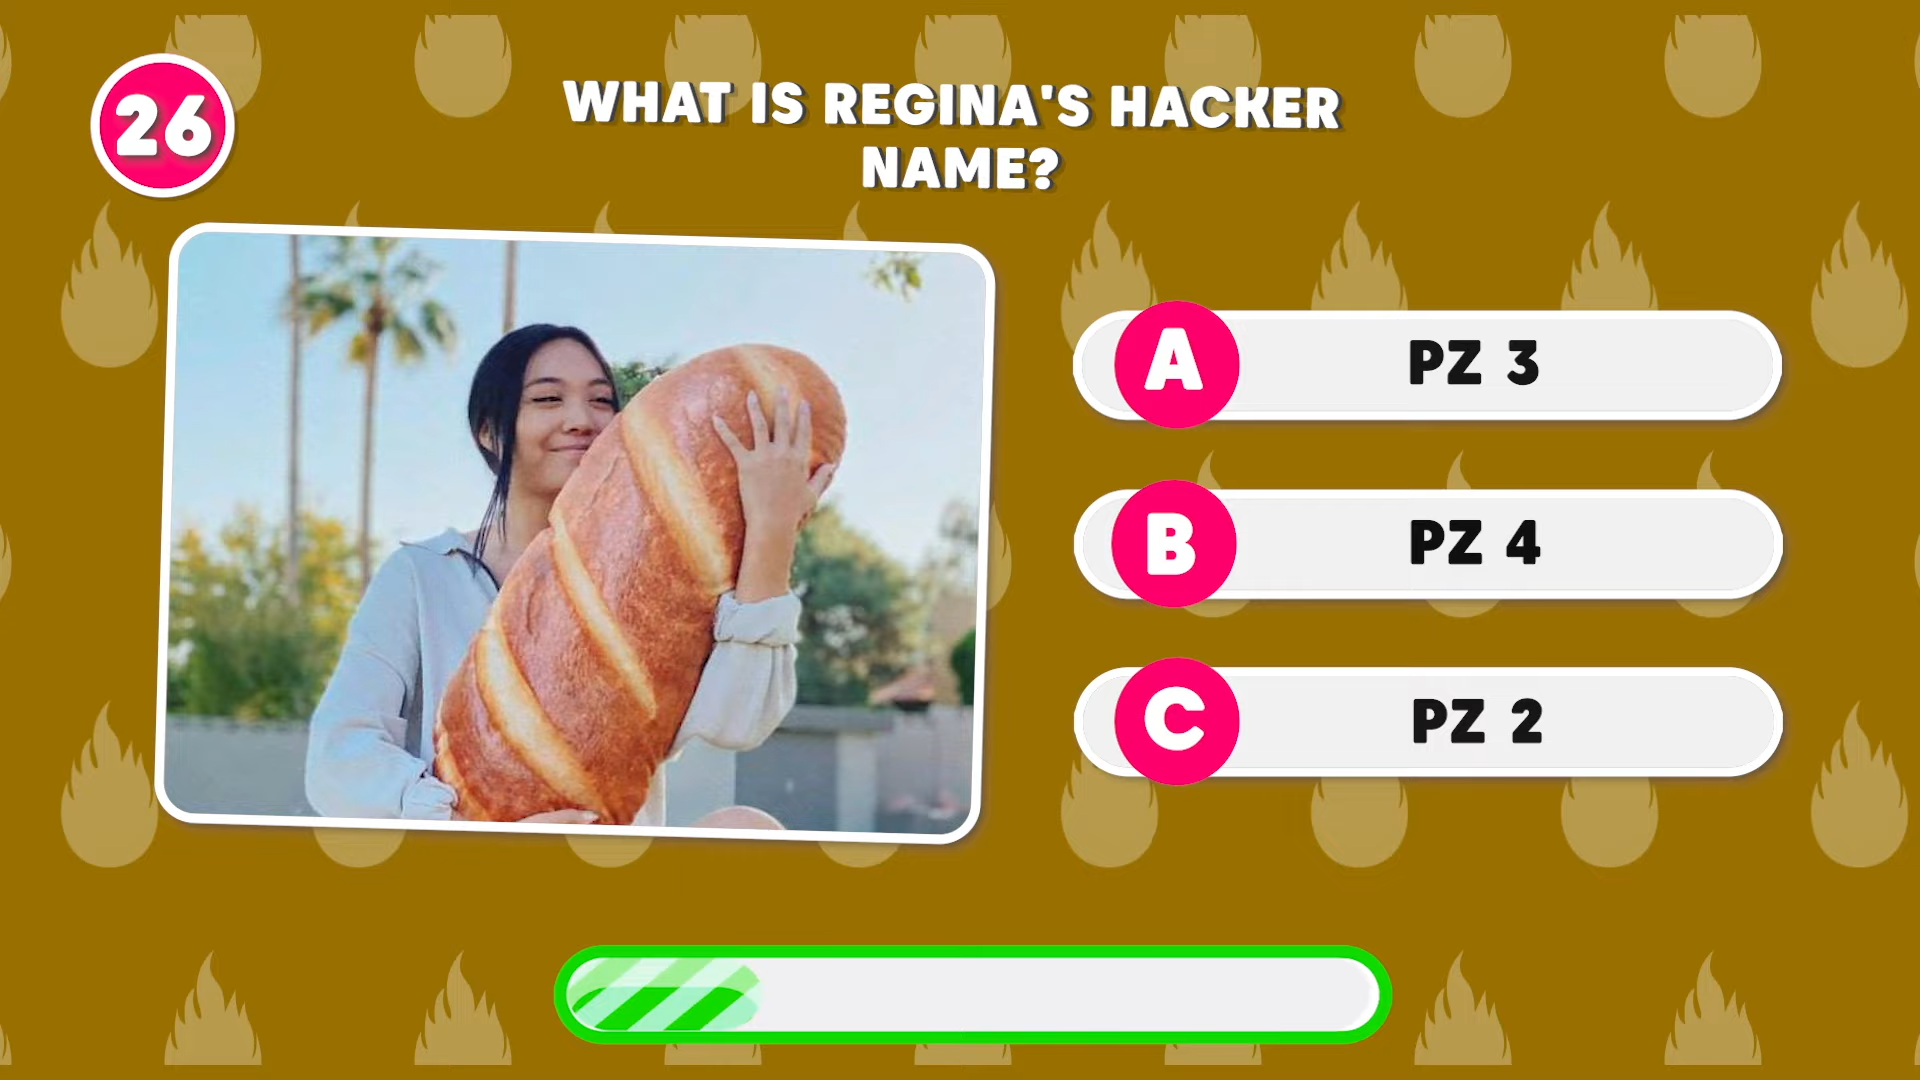 26
WHAT IS REGINA'S HACKER
NAME?
A PZ 3
B PZ 4
C PZ 2